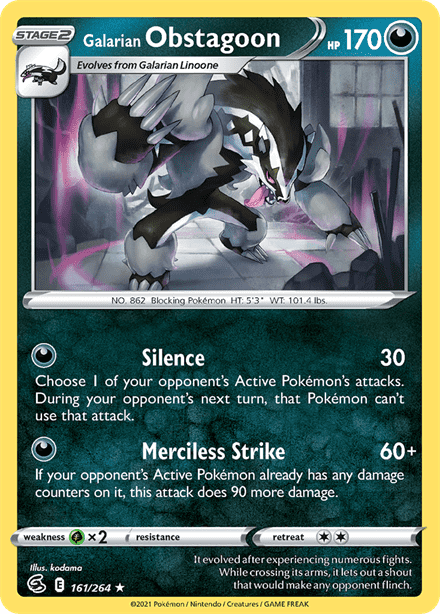 STAGE2
Galarian Obstagoon HP 170
Evolves from Galarian Linoone
NO. 862 Blocking Pokémon HT: 5'3" WT: 101.4 lbs.
Silence 30
Choose 1 of your opponent's Active Pokémon's attacks.
During your opponent's next turn, that Pokémon can't
use that attack.
Merciless Strike 60+
If your opponent's Active Pokémon already has any damage
counters on it, this attack does 90 more damage.
weakness ×2 resistance retreat
Illus. kodama
It evolved after experiencing numerous fights.
While crossing its arms, it lets out a shout
that would make any opponent flinch.
E 161/264 ★
©2021 Pokémon / Nintendo / Creatures / GAME FREAK